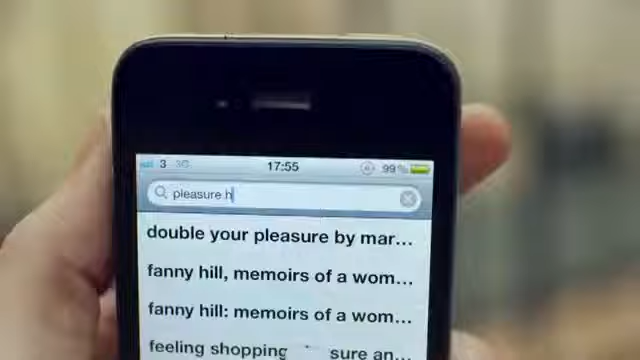 3 3G 17:55 99%
pleasure h
double your pleasure by mar...
fanny hill, memoirs of a wom...
fanny hill: memoirs of a wom...
feeling shopping sure an...